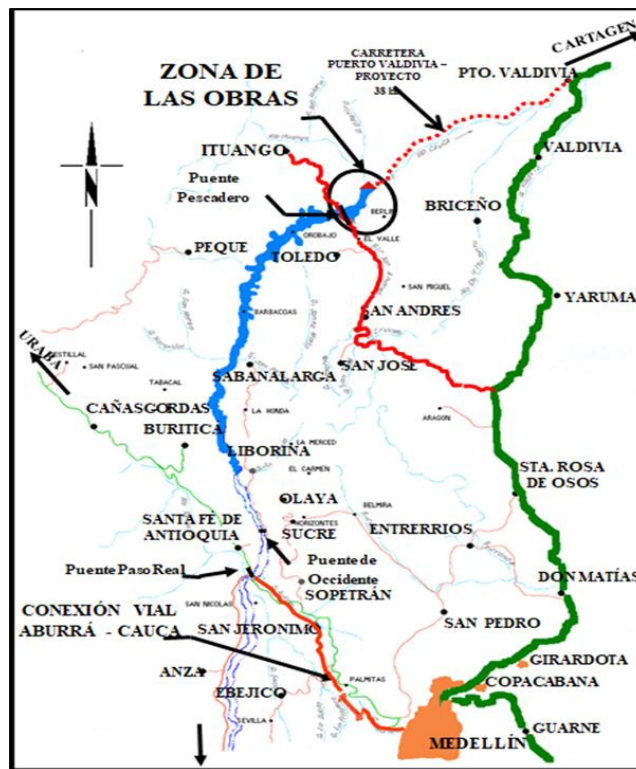 CARTAGENA
CARRETERA
PUERTO VALDIVIA –
PROYECTO
PTO. VALDIVIA
ZONA DE
LAS OBRAS
VALDIVIA
ITUANGO
Puente
Pescadero
BERLIN
BRICEÑO
OROBAJO
EL VALLE
PEQUE
TOLEDO
SAN MIGUEL
YARUMA
BARBACOAS
SAN ANDRES
URABA
SAN PASCUAL
SAN JOSE
SABANALARGA
TABACAL
CAÑASGORDAS
LA HONDA
ARAGON
BURITICA
LA MERCED
LIBORINA
EL CARMEN
STA. ROSA
DE OSOS
OLAYA
BELMIRA
SANTA FÉ DE
ANTIOQUIA
HORIZONTES
SUCRE
ENTRERRIOS
Puente Paso Real
Puente de
Occidente
SOPETRÁN
DON MATÍAS
CONEXIÓN VIAL
ABURRÁ - CAUCA
SAN NICOLAS
SAN JERONIMO
SAN PEDRO
GIRARDOTA
ANZA
PALMITAS
COPACABANA
EBEJICO
SEVILLA
GUARNE
MEDELLÍN